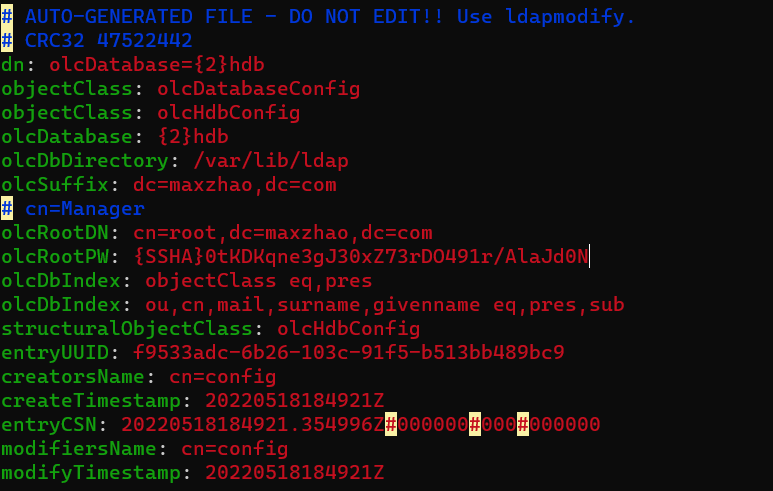 # AUTO-GENERATED FILE - DO NOT EDIT!! Use ldapmodify.
# CRC32 47522442
dn: olcDatabase={2}hdb
objectClass: olcDatabaseConfig
objectClass: olcHdbConfig
olcDatabase: {2}hdb
olcDbDirectory: /var/lib/ldap
olcSuffix: dc=maxzhao,dc=com
# cn=Manager
olcRootDN: cn=root,dc=maxzhao,dc=com
olcRootPW: {SSHA}0tKDKqne3gJ30xZ73rDO491r/AlaJd0N
olcDbIndex: objectClass eq,pres
olcDbIndex: ou,cn,mail,surname,givenname eq,pres,sub
structuralObjectClass: olcHdbConfig
entryUUID: f9533adc-6b26-103c-91f5-b513bb489bc9
creatorsName: cn=config
createTimestamp: 20220518184921Z
entryCSN: 20220518184921.354996Z#000000#000#000000
modifiersName: cn=config
modifyTimestamp: 20220518184921Z